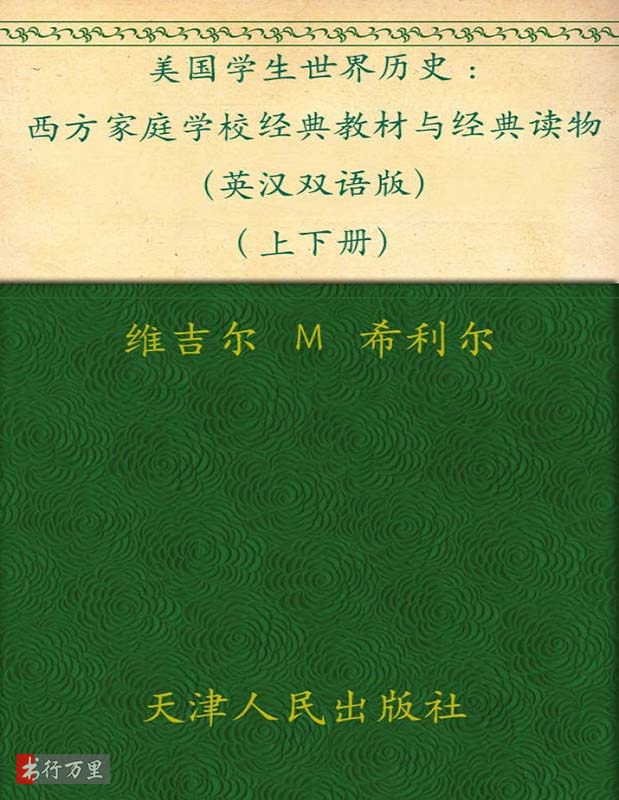 美国学生世界历史：
西方家庭学校经典教材与经典读物
（英汉双语版）
（上下册）
维吉尔 M 希利尔
天津人民出版社
书行万里